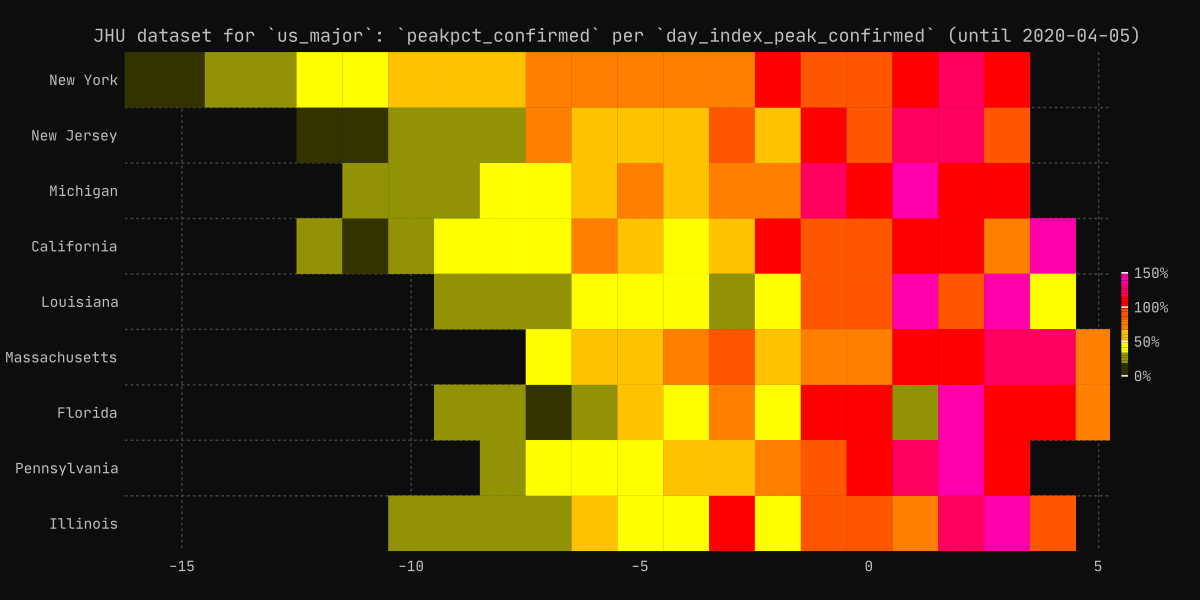 JHU dataset for `us_major`: `peakpct_confirmed` per `day_index_peak_confirmed` (until 2020-04-05)
New York
New Jersey
Michigan
California
Louisiana
Massachusetts
Florida
Pennsylvania
Illinois
150%
100%
50%
0%
-15
-10
-5
0
5